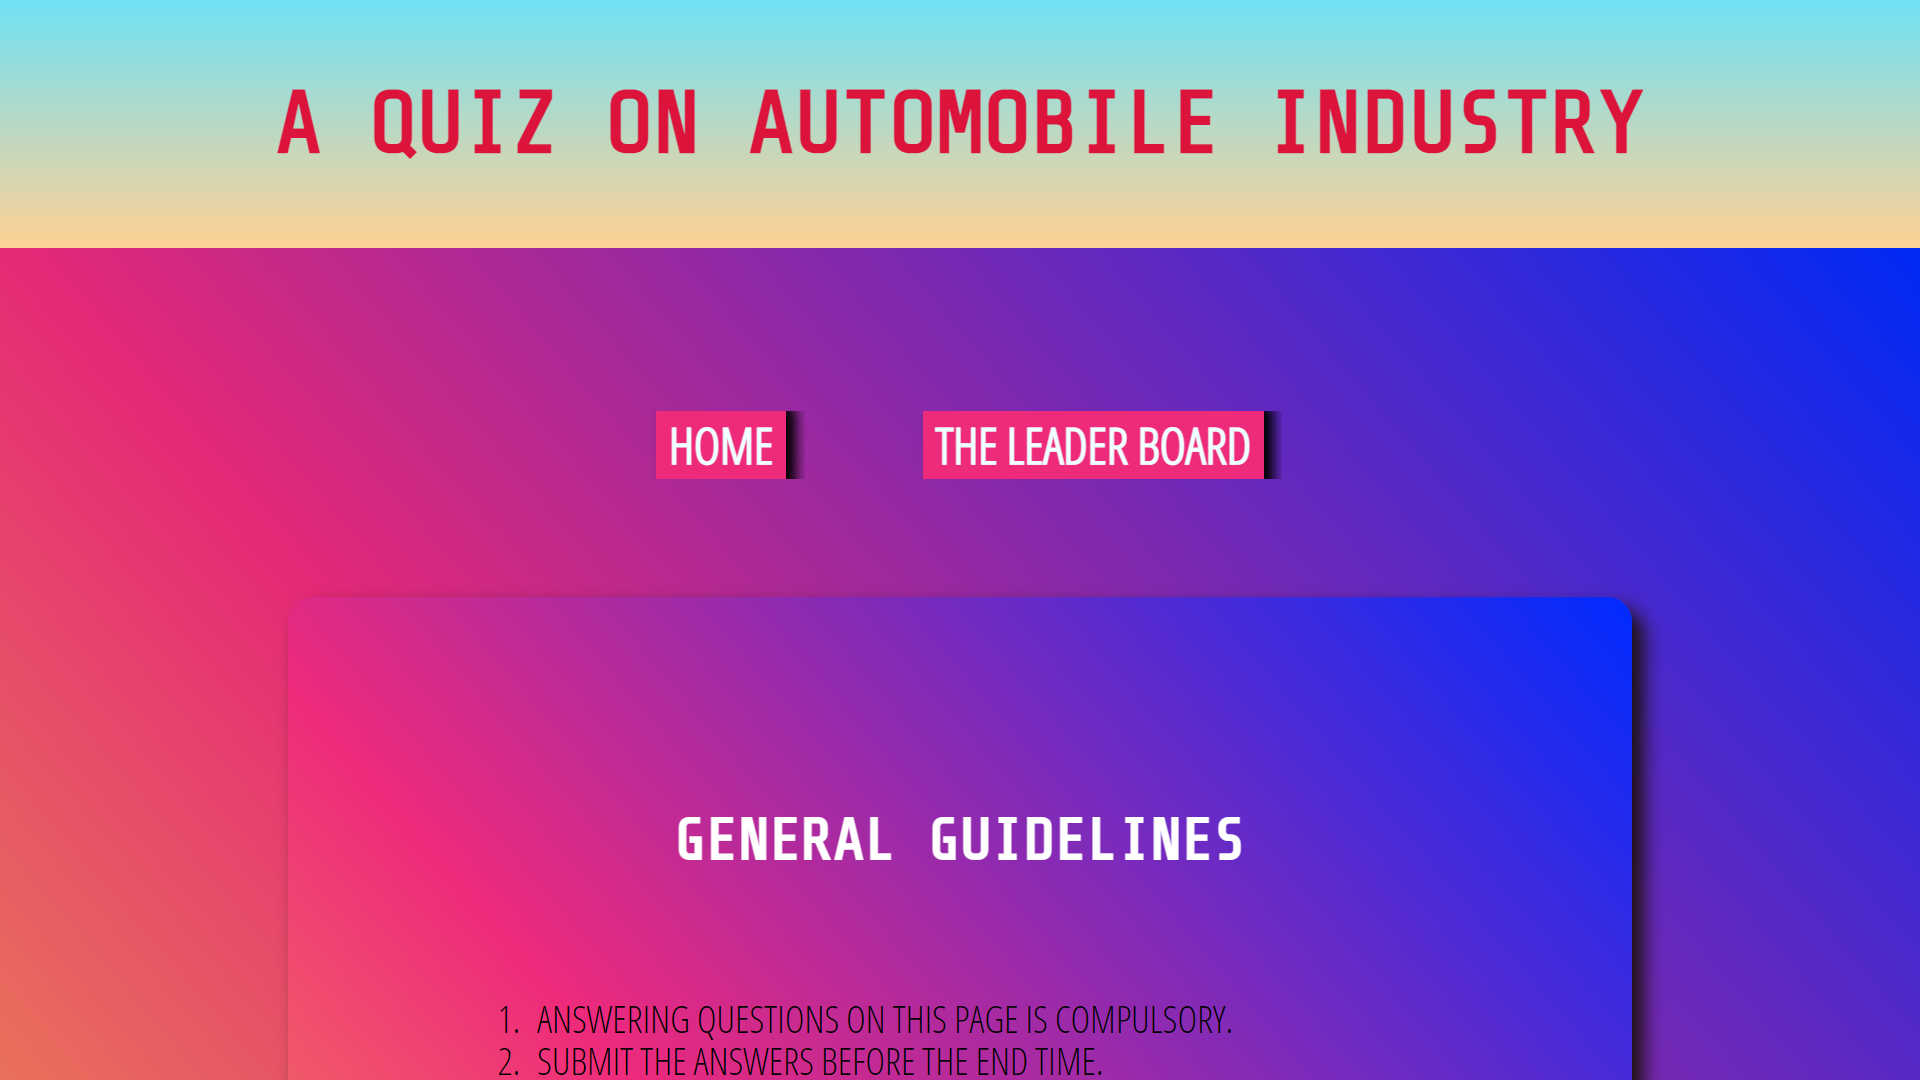 A QUIZ ON AUTOMOBILE INDUSTRY
HOME
THE LEADER BOARD
GENERAL GUIDELINES
1. ANSWERING QUESTIONS ON THIS PAGE IS COMPULSORY.
2. SUBMIT THE ANSWERS BEFORE THE END TIME.